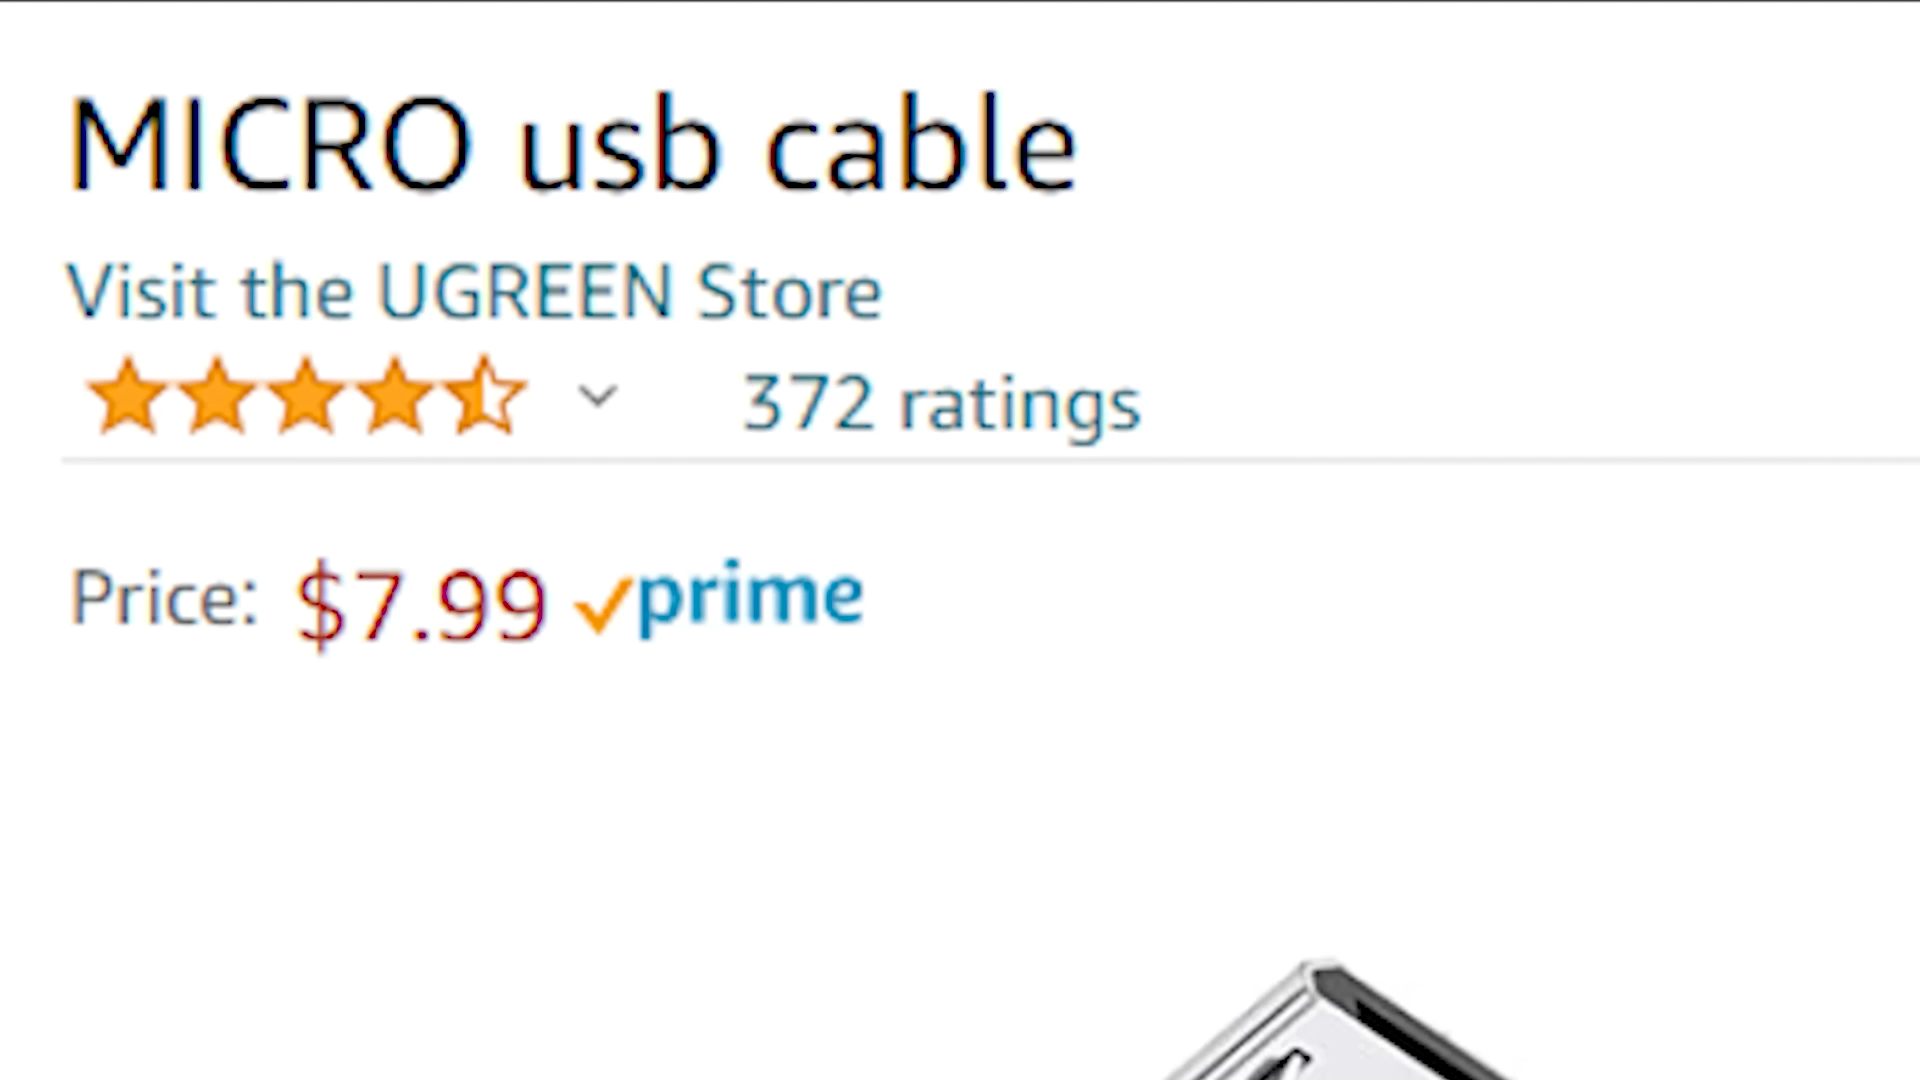 MICRO usb cable
Visit the UGREEN Store
372 ratings
Price: $7.99 prime